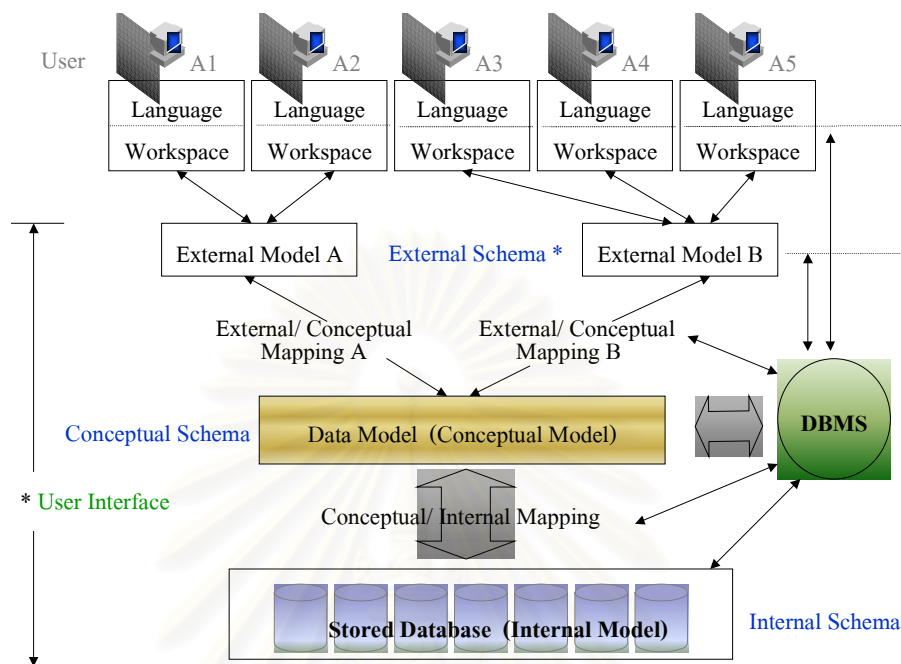 User
A1
A2
A3
A4
A5
Language
Language
Language
Language
Language
Workspace
Workspace
Workspace
Workspace
Workspace
External Model A
External Schema *
External Model B
External/ Conceptual
Mapping A
External/ Conceptual
Mapping B
Conceptual Schema
Data Model (Conceptual Model)
DBMS
* User Interface
Conceptual/ Internal Mapping
Stored Database (Internal Model)
Internal Schema